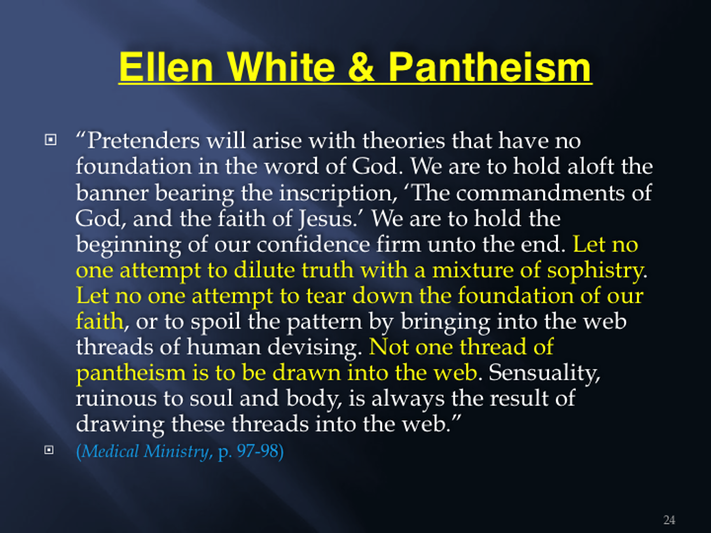 Ellen White & Pantheism
“Pretenders will arise with theories that have no
foundation in the word of God. We are to hold aloft the
banner bearing the inscription, ‘The commandments of
God, and the faith of Jesus.’ We are to hold the
beginning of our confidence firm unto the end. Let no
one attempt to dilute truth with a mixture of sophistry.
Let no one attempt to tear down the foundation of our
faith, or to spoil the pattern by bringing into the web
threads of human devising. Not one thread of
pantheism is to be drawn into the web. Sensuality,
ruinous to soul and body, is always the result of
drawing these threads into the web.”
(Medical Ministry, p. 97-98)
24